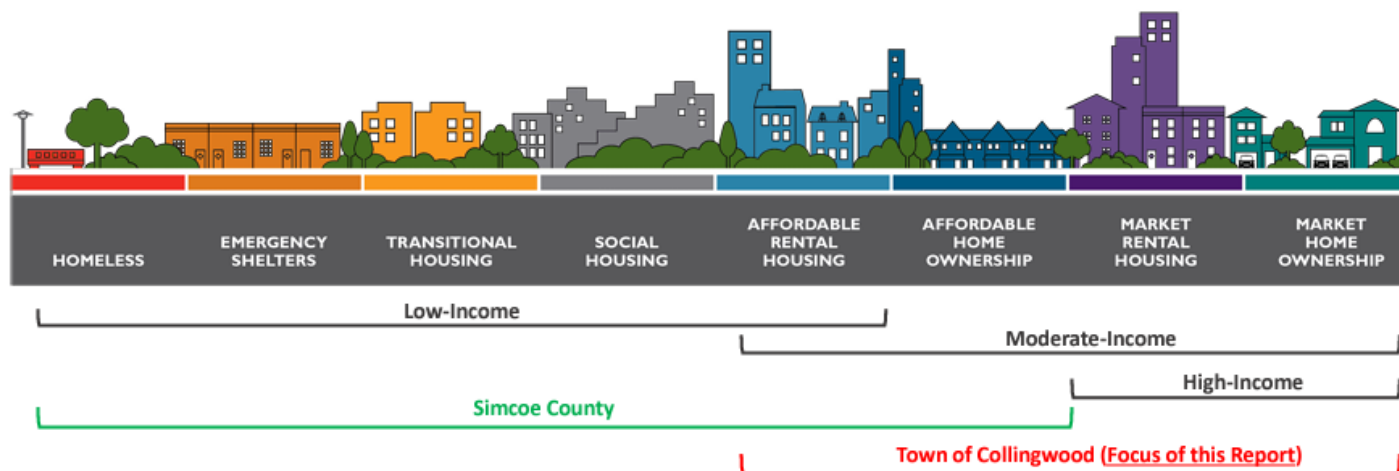 HOMELESS
EMERGENCY
SHELTERS
TRANSITIONAL
HOUSING
SOCIAL
HOUSING
AFFORDABLE
RENTAL
HOUSING
AFFORDABLE
HOME
OWNERSHIP
MARKET
RENTAL
HOUSING
MARKET
HOME
OWNERSHIP
Low-Income
Moderate-Income
High-Income
Simcoe County
Town of Collingwood (Focus of this Report)